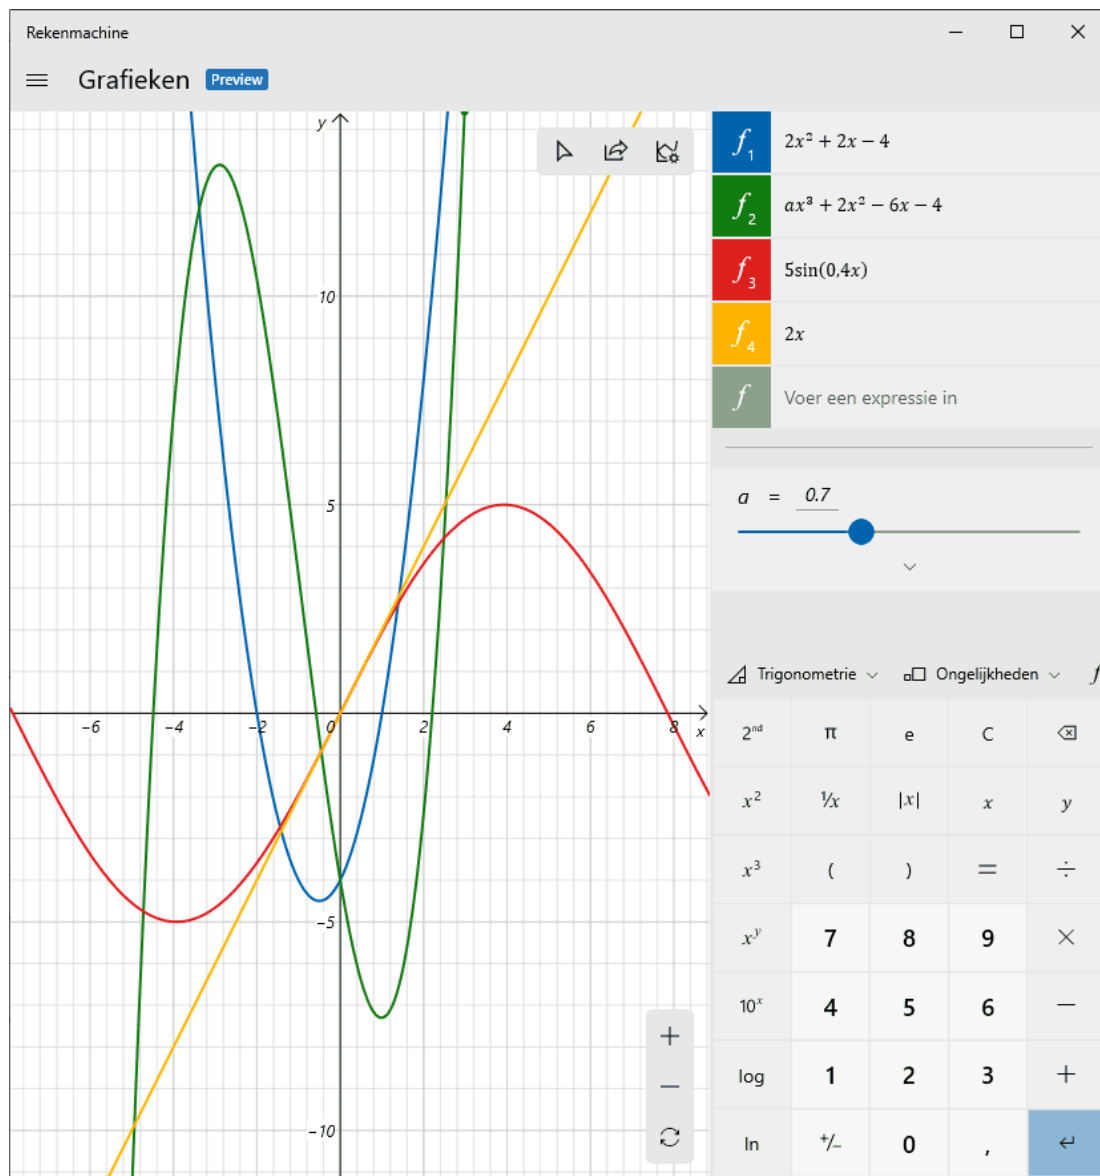 Rekenmachine
Grafieken Preview
y
10
5
-6 -4 -2 0 2 4 6 8 x
-5
-10
f₁ 2x² + 2x − 4
f₂ ax³ + 2x² − 6x − 4
f₃ 5sin(0,4x)
f₄ 2x
f Voer een expressie in
a = 0.7
Trigonometrie Ongelijkheden f
2ⁿᵈ π e C
x² ¹/x |x| x y
x³ ( ) = ÷
xʸ 7 8 9 ×
10ˣ 4 5 6 −
log 1 2 3 +
ln +/− 0 ,